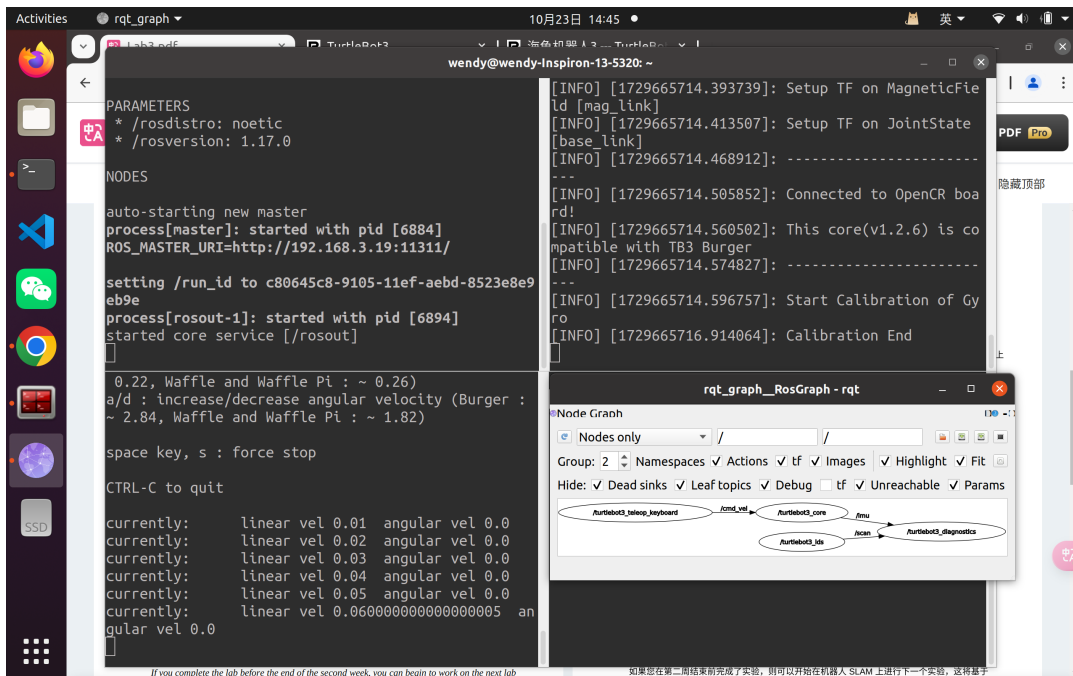 Activities
rqt_graph
10月23日 14:45
英
Lab3.pdf
TurtleBot3
wendy@wendy-Inspiron-13-5320: ~
PDF Pro
隐藏顶部
PARAMETERS
* /rosdistro: noetic
* /rosversion: 1.17.0
NODES
auto-starting new master
process[master]: started with pid [6884]
ROS_MASTER_URI=http://192.168.3.19:11311/
setting /run_id to c80645c8-9105-11ef-aebd-8523e8e9
eb9e
process[rosout-1]: started with pid [6894]
started core service [/rosout]
[INFO] [1729665714.393739]: Setup TF on MagneticFie
ld [mag_link]
[INFO] [1729665714.413507]: Setup TF on JointState
[base_link]
[INFO] [1729665714.468912]: -----------------------
---
[INFO] [1729665714.505852]: Connected to OpenCR boa
rd!
[INFO] [1729665714.560502]: This core(v1.2.6) is co
mpatible with TB3 Burger
[INFO] [1729665714.574827]: -----------------------
---
[INFO] [1729665714.596757]: Start Calibration of Gy
ro
[INFO] [1729665716.914064]: Calibration End
上
0.22, Waffle and Waffle Pi : ~ 0.26)
a/d : increase/decrease angular velocity (Burger :
~ 2.84, Waffle and Waffle Pi : ~ 1.82)
space key, s : force stop
CTRL-C to quit
currently: linear vel 0.01 angular vel 0.0
currently: linear vel 0.02 angular vel 0.0
currently: linear vel 0.03 angular vel 0.0
currently: linear vel 0.04 angular vel 0.0
currently: linear vel 0.05 angular vel 0.0
currently: linear vel 0.060000000000000005 an
gular vel 0.0
rqt_graph__RosGraph - rqt
Node Graph
Nodes only / /
Group: 2 Namespaces Actions tf Images Highlight Fit
Hide: Dead sinks Leaf topics Debug tf Unreachable Params
/turtlebot3_teleop_keyboard
/cmd_vel
/turtlebot3_core
/imu
/turtlebot3_lds
/scan
/turtlebot3_diagnostics
SSD
If you complete the lab before the end of the second week, you can begin to work on the next lab
如果您在第二周结束前完成了实验，则可以开始在机器人 SLAM 上进行下一个实验，这将基于